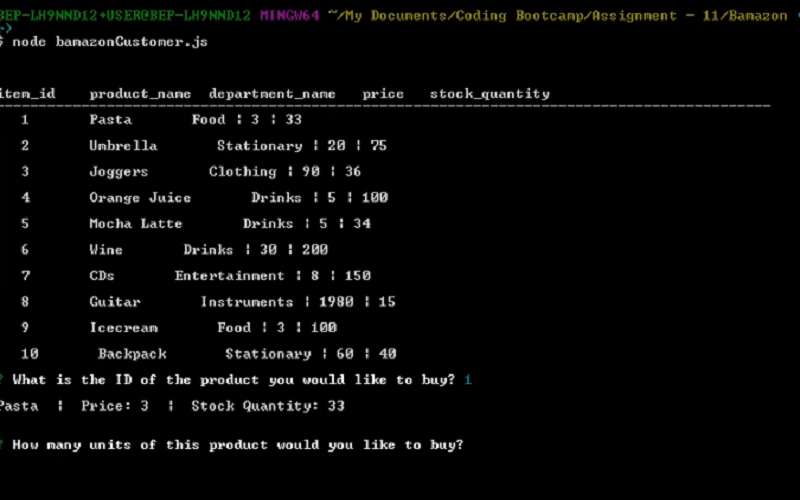 BEP-LH9NND12+USER@BEP-LH9NND12 MINGW64 ~/My Documents/Coding Bootcamp/Assignment - 11/Bamazon (
r)
$ node bamazonCustomer.js
item_id product_name department_name price stock_quantity
1 Pasta Food | 3 | 33
2 Umbrella Stationary | 20 | 75
3 Joggers Clothing | 90 | 36
4 Orange Juice Drinks | 5 | 100
5 Mocha Latte Drinks | 5 | 34
6 Wine Drinks | 30 | 200
7 CDs Entertainment | 8 | 150
8 Guitar Instruments | 1980 | 15
9 Icecream Food | 3 | 100
10 Backpack Stationary | 60 | 40
? What is the ID of the product you would like to buy? 1
Pasta | Price: 3 | Stock Quantity: 33
? How many units of this product would you like to buy?